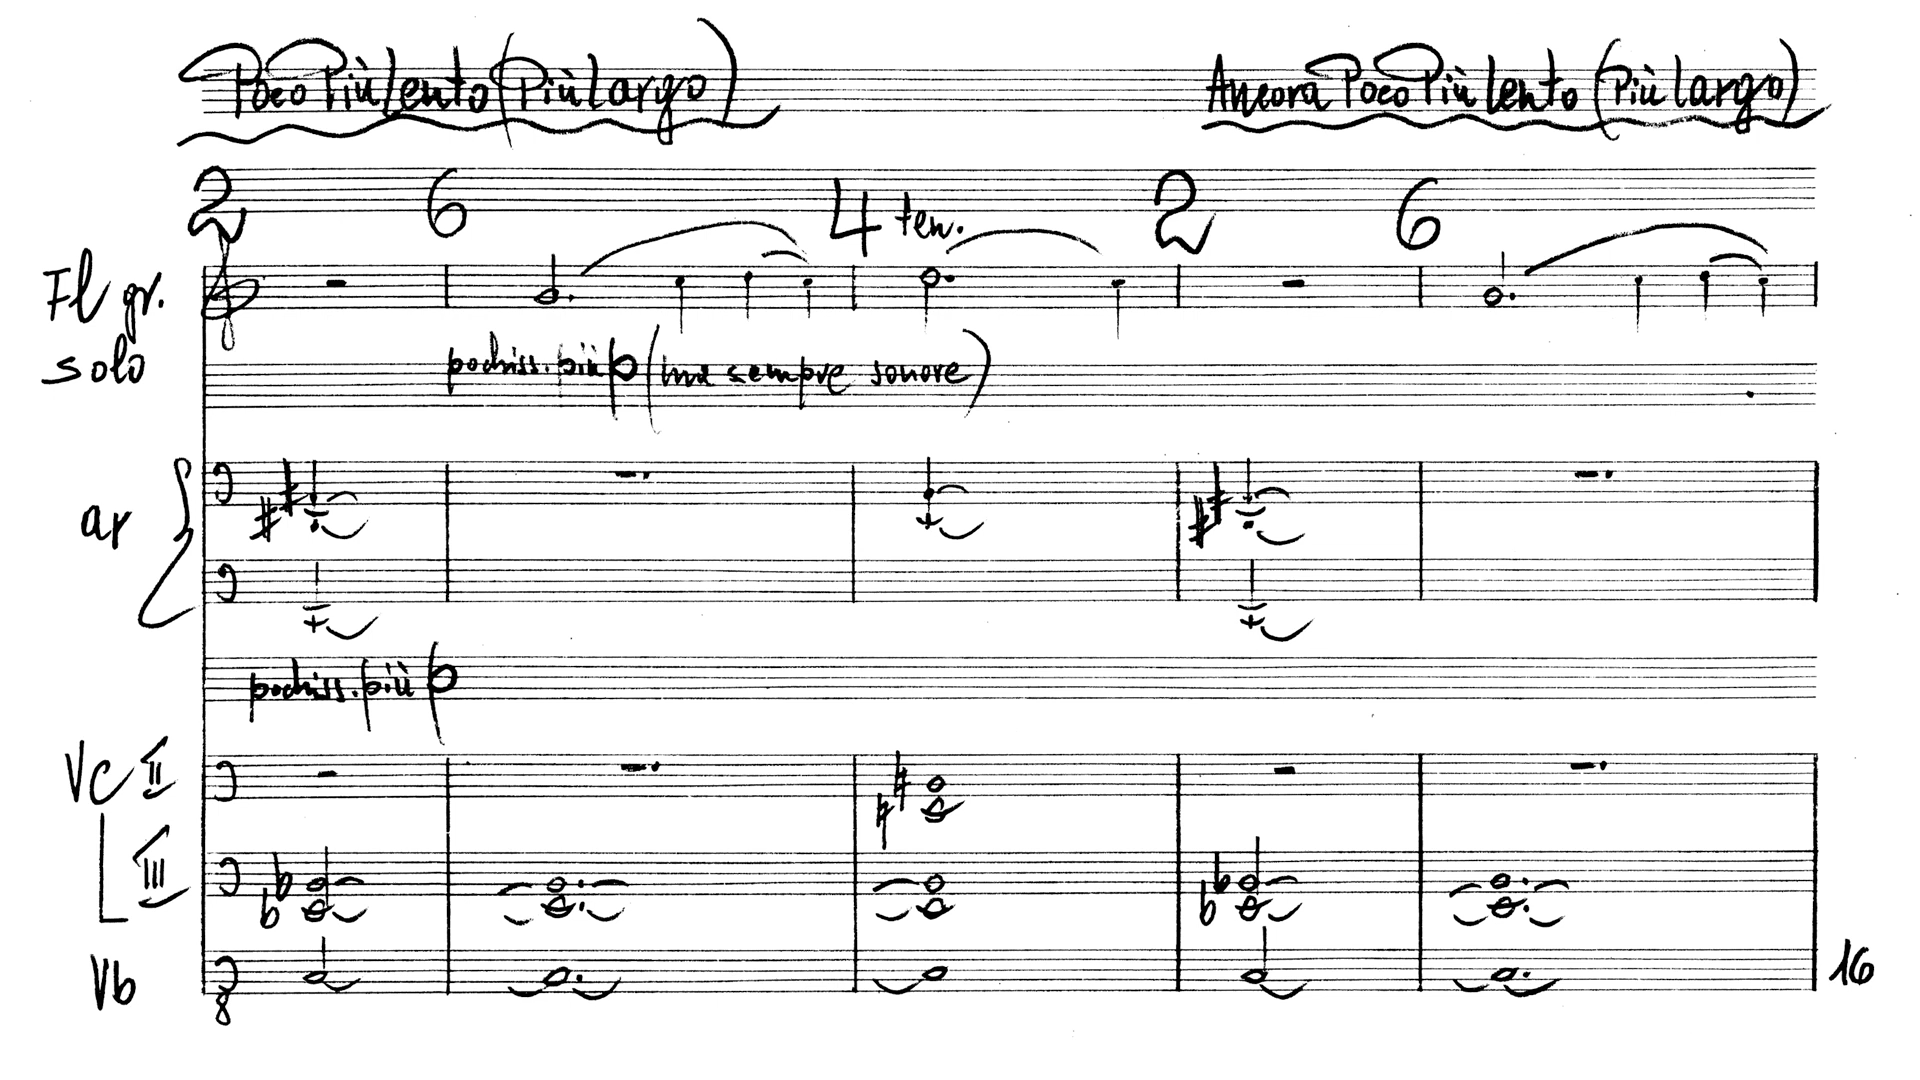 Poco Più Lento (Più Largo) Ancora Poco Più Lento (Più Largo)
2 6 4 ten. 2 6
Fl gr.
solo
pochiss. più p (ma sempre sonore)
ar
pochiss. più p
Vc II
III
Vb
8
16